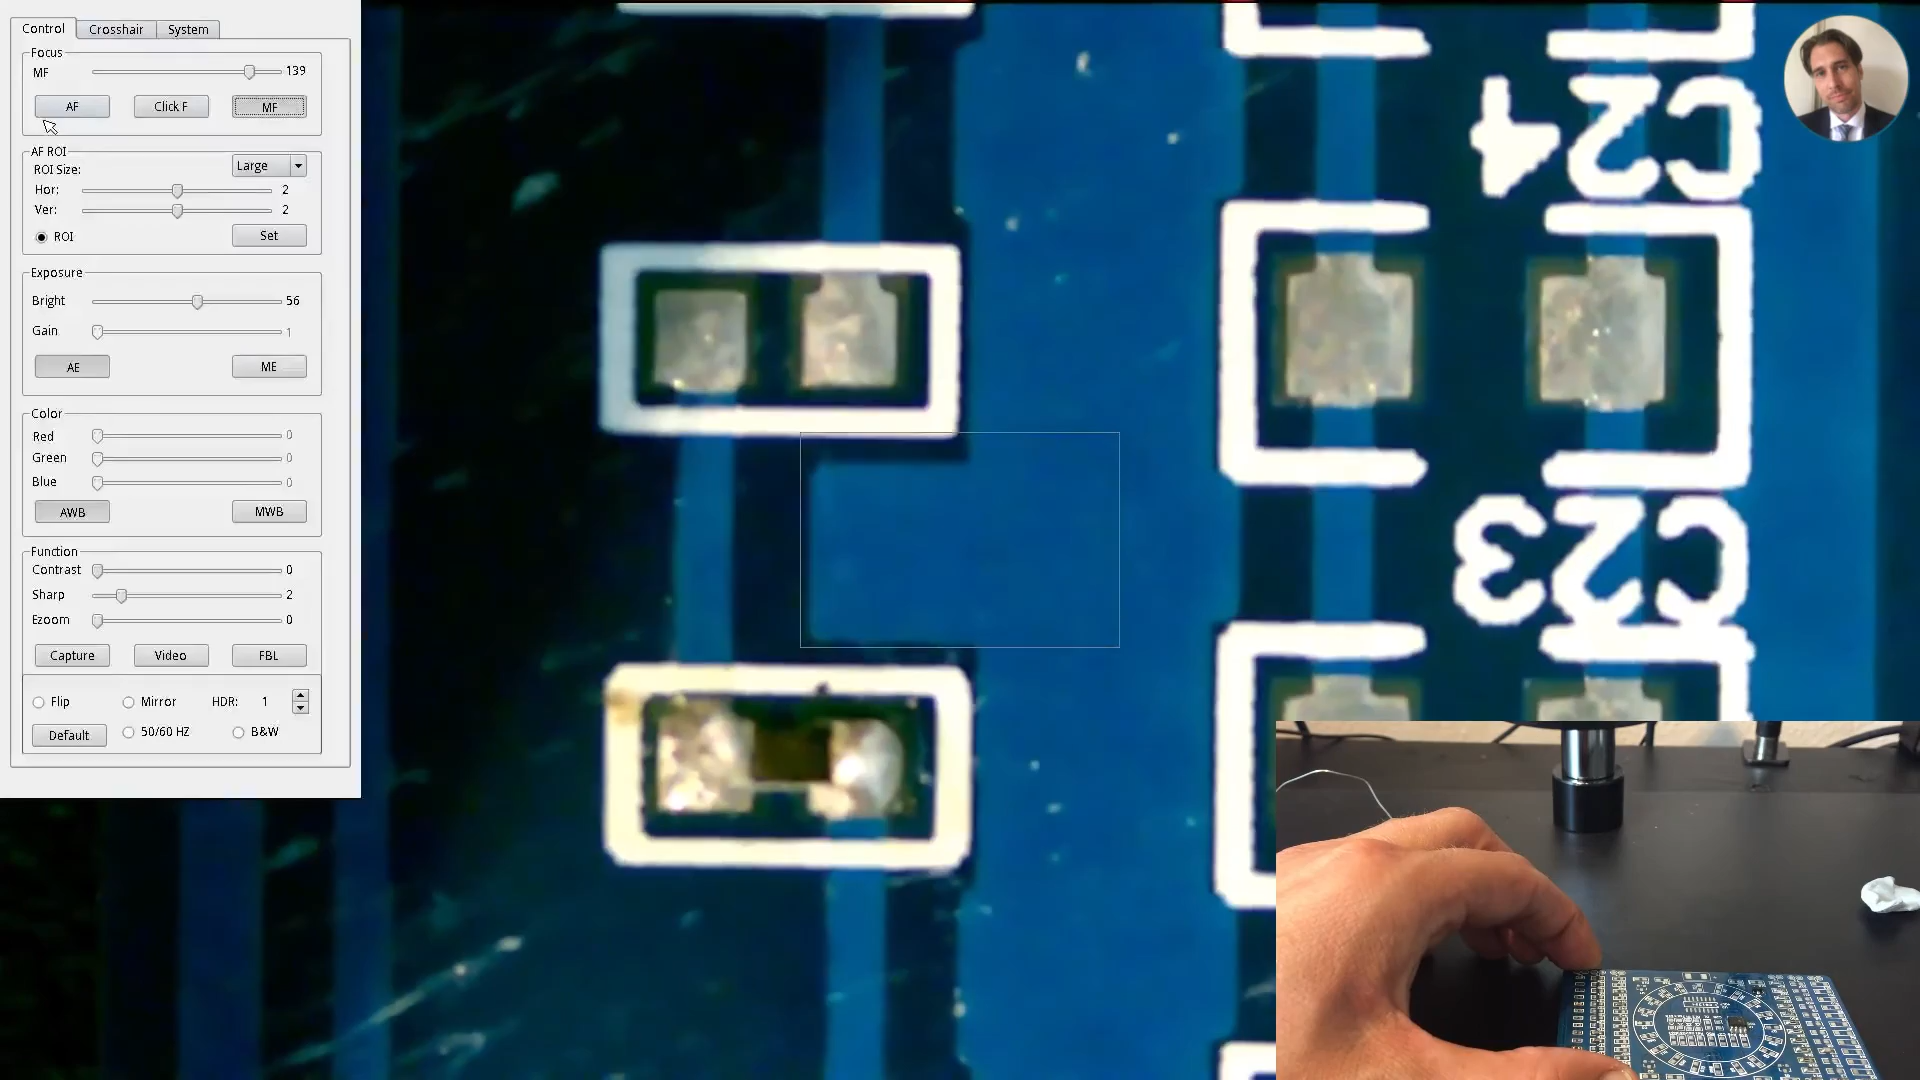 Control Crosshair System
Focus
MF 139
AF Click F MF
AF ROI
ROI Size: Large
Hor: 2
Ver: 2
ROI Set
Exposure
Bright 56
Gain 1
AE ME
Color
Red 0
Green 0
Blue 0
AWB MWB
Function
Contrast 0
Sharp 2
Ezoom 0
Capture Video FBL
Flip Mirror HDR: 1
Default 50/60 HZ B&W
C24
C23